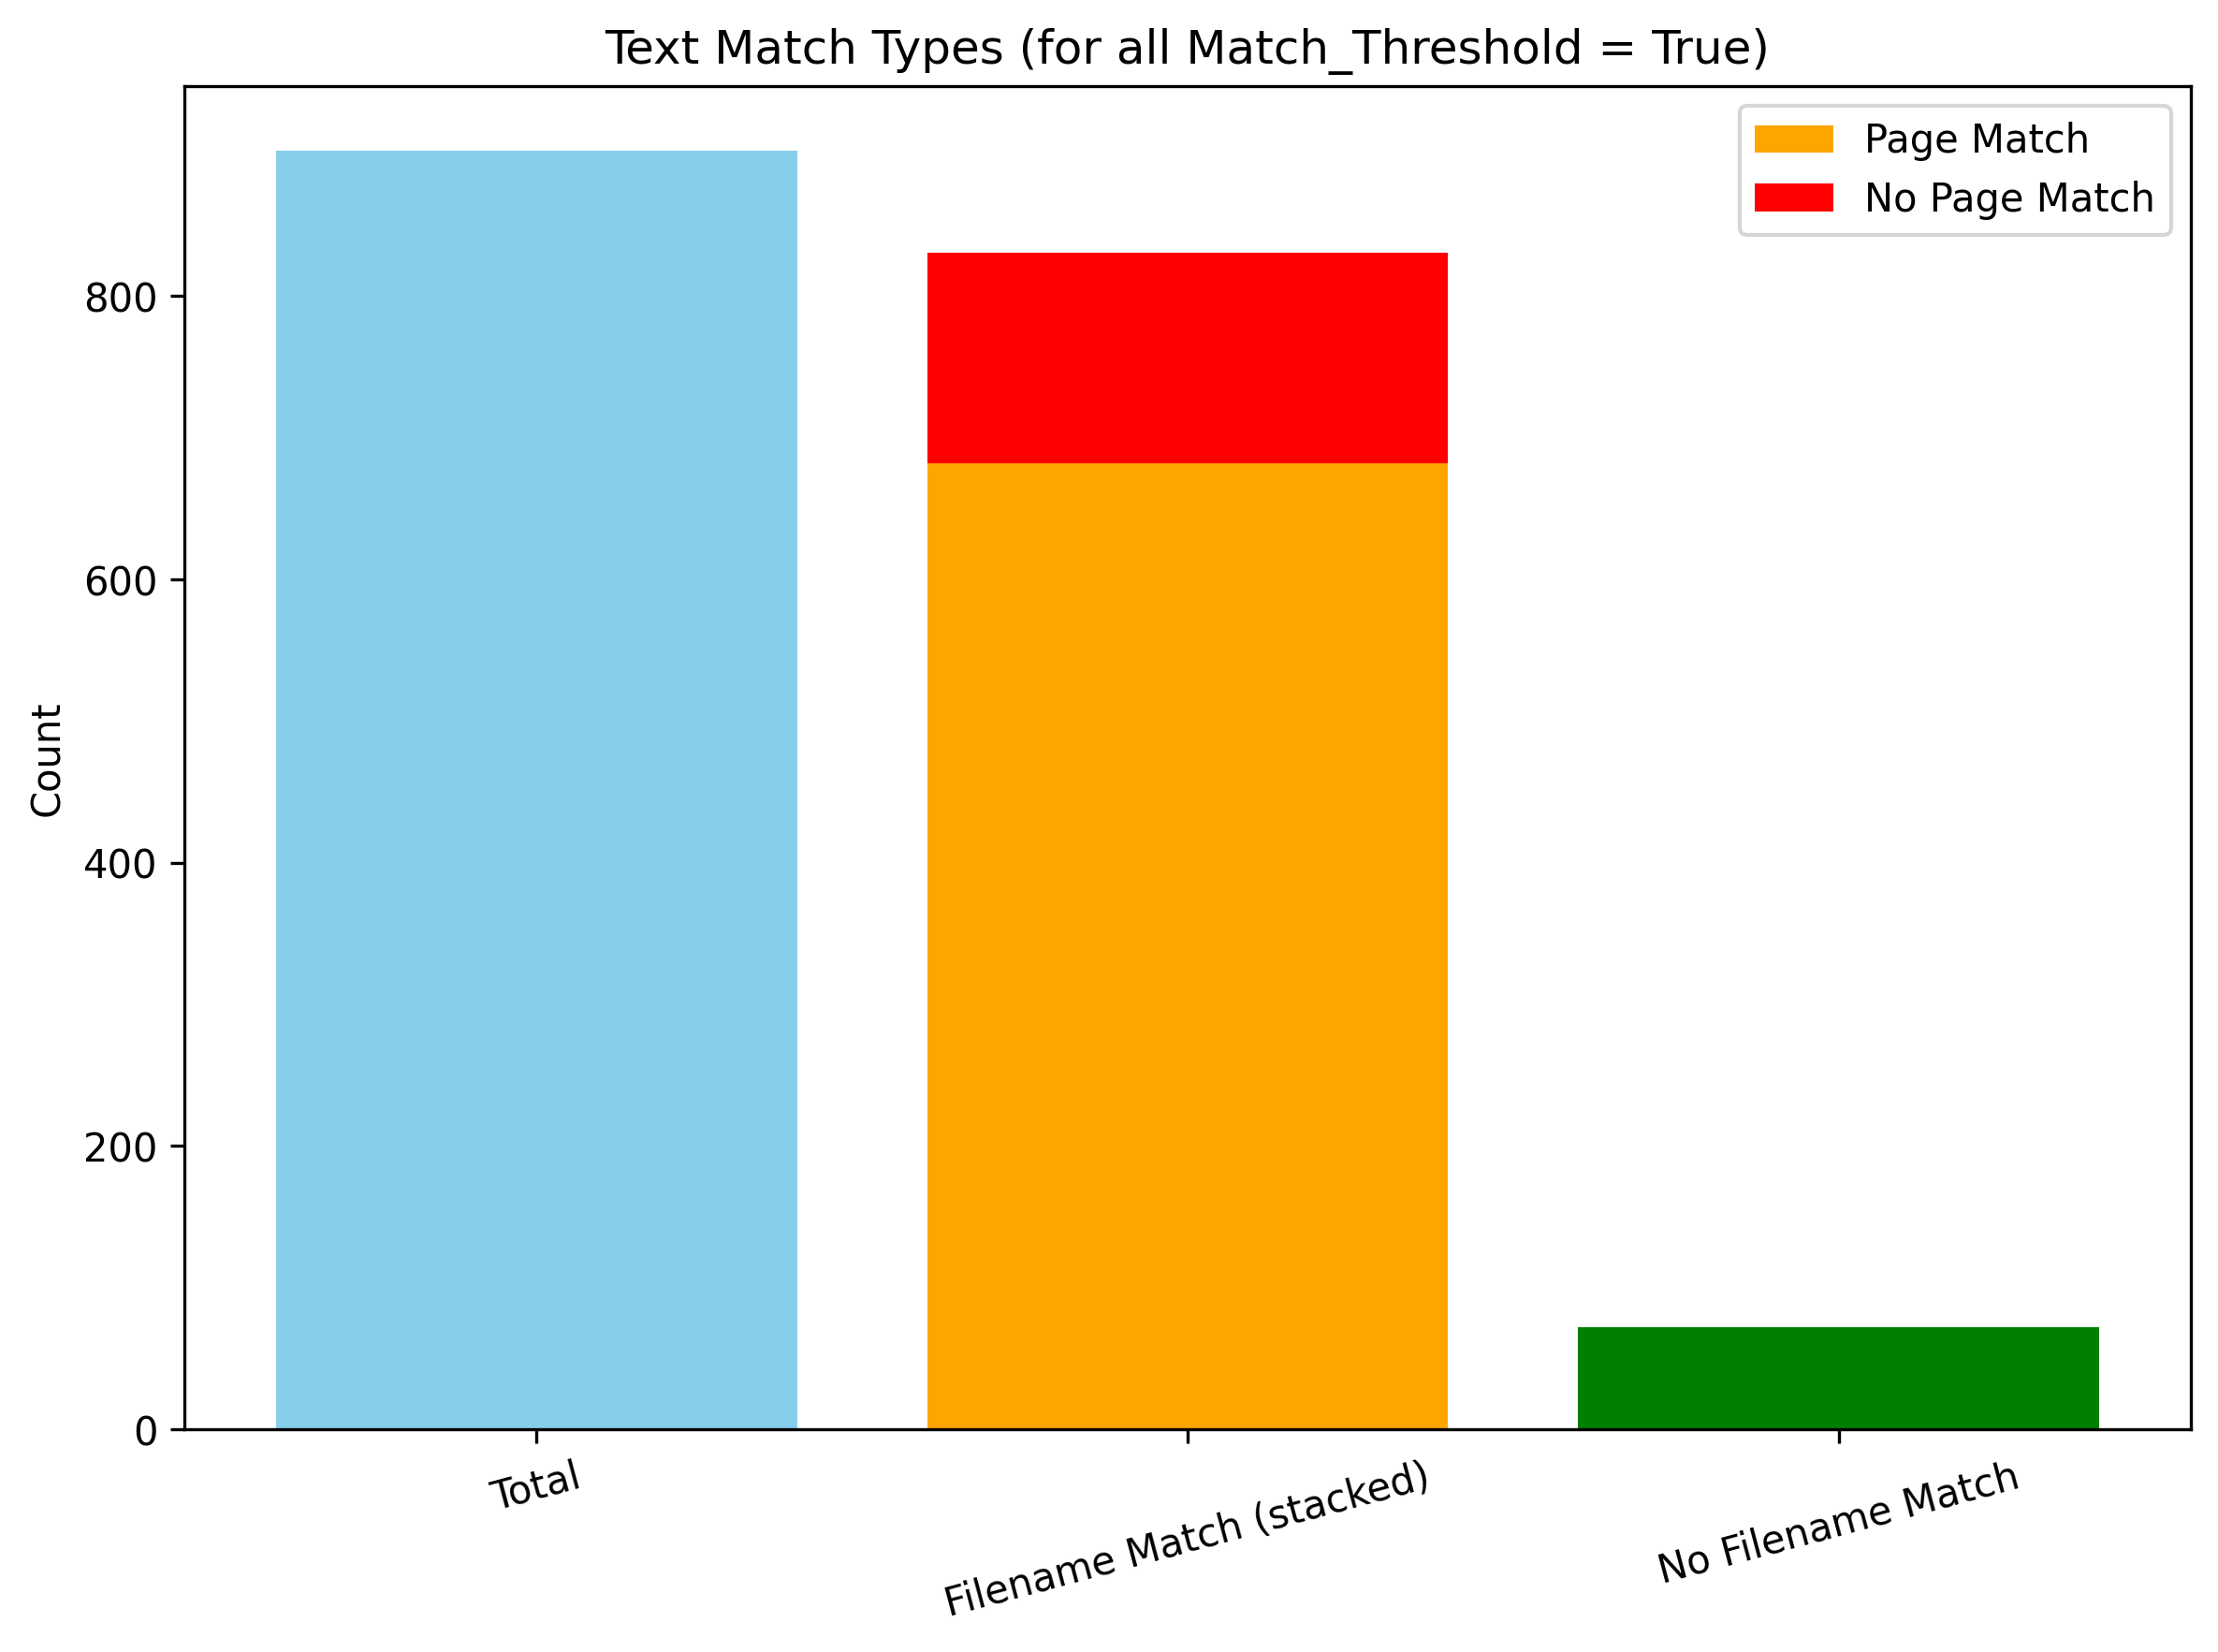 Text Match Types (for all Match_Threshold = True)
Page Match
No Page Match
Count
800
600
400
200
0
Total
Filename Match (stacked)
No Filename Match